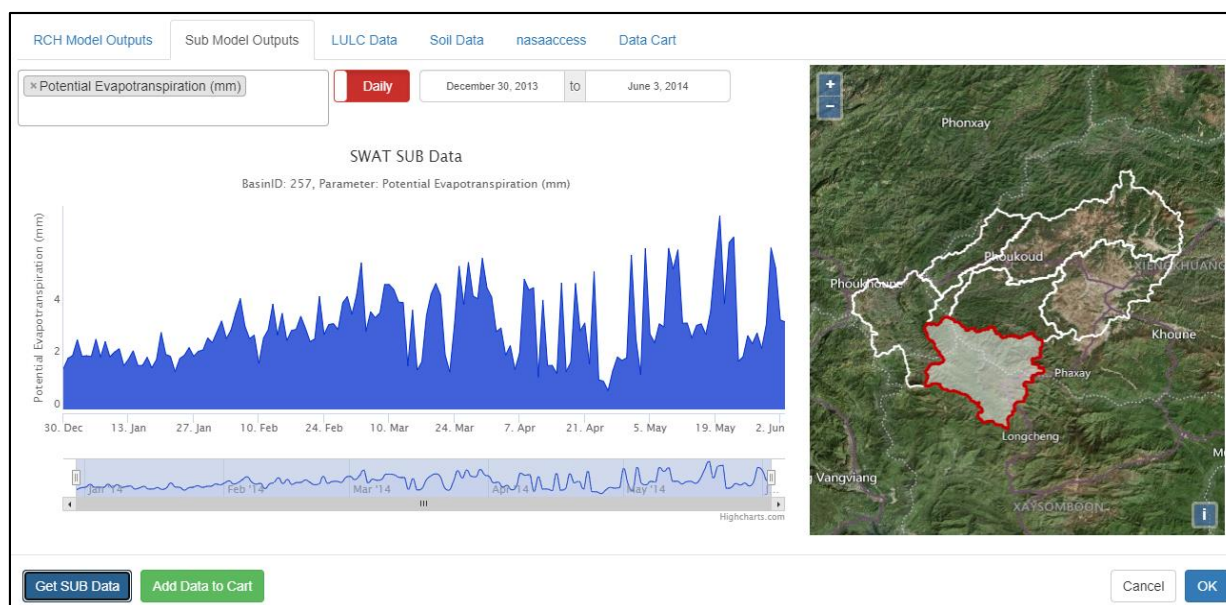 RCH Model Outputs
Sub Model Outputs
LULC Data
Soil Data
nasaaccess
Data Cart
×Potential Evapotranspiration (mm)
Daily
December 30, 2013
to
June 3, 2014
SWAT SUB Data
BasinID: 257, Parameter: Potential Evapotranspiration (mm)
Potential Evapotranspiration (mm)
4
2
0
30. Dec
13. Jan
27. Jan
10. Feb
24. Feb
10. Mar
24. Mar
7. Apr
21. Apr
5. May
19. May
2. Jun
Jan '14
Feb '14
Mar '14
Apr '14
May '14
Highcharts.com
+
−
Phonxay
Phoukoud
XIENGKHUANG
Phoukhoune
Khoune
Phaxay
Longcheng
Vangviang
XAYSOMBOON
i
Get SUB Data
Add Data to Cart
Cancel
OK